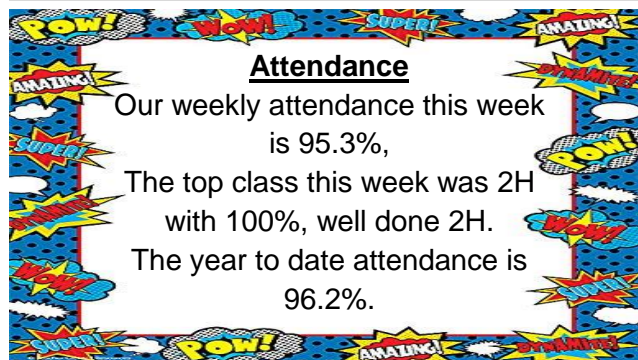 POW! WOW! SUPER! AMAZING!
AMAZING! DYNAMITE!
Attendance
Our weekly attendance this week
is 95.3%,
SUPER! POW!
The top class this week was 2H
DYNAMITE!
with 100%, well done 2H.
WOW!
The year to date attendance is
WOW! SUPER!
96.2%.
SUPER! POW! AMAZING! DYNAMITE!